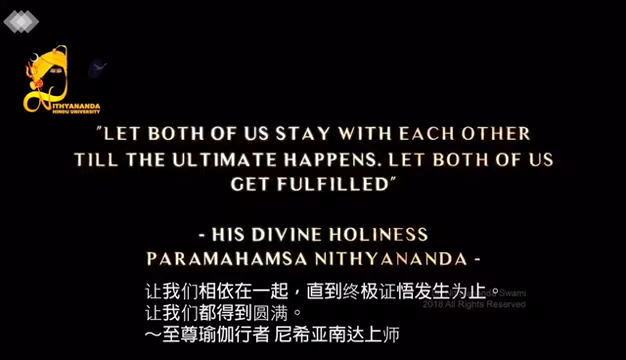 NITHYANANDA
HINDU UNIVERSITY
"LET BOTH OF US STAY WITH EACH OTHER
TILL THE ULTIMATE HAPPENS. LET BOTH OF US
GET FULFILLED"
- HIS DIVINE HOLINESS
PARAMAHAMSA NITHYANANDA -
让我们相依在一起，直到终极证悟发生为止。
Swami
2018 All Rights Reserved
让我们都得到圆满。
～至尊瑜伽行者 尼希亚南达上师